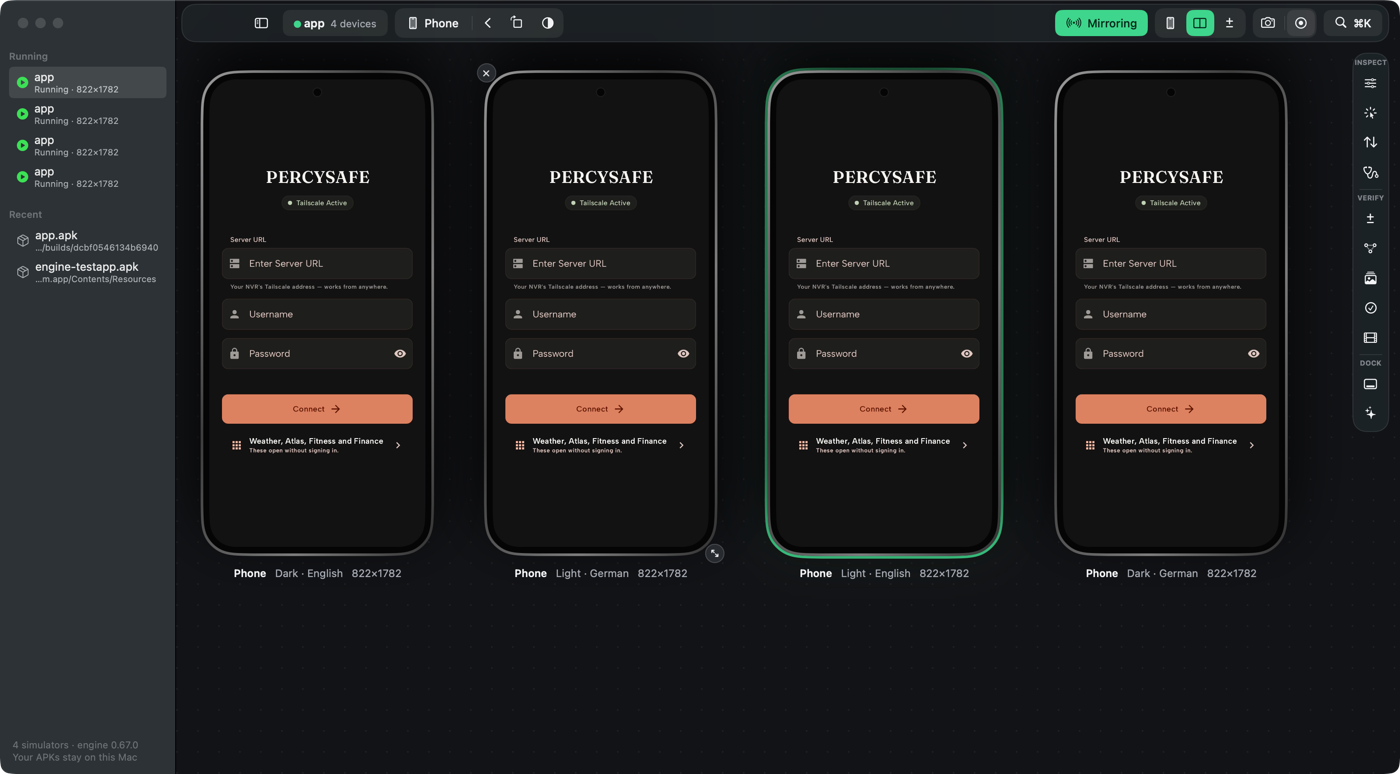 app 4 devices
Phone
Mirroring
⌘K
Running
app
Running · 822×1782
app
Running · 822×1782
app
Running · 822×1782
app
Running · 822×1782
Recent
app.apk
.../builds/dcbf0546134b6940
engine-testapp.apk
...m.app/Contents/Resources
4 simulators · engine 0.67.0
Your APKs stay on this Mac
PERCYSAFE
Tailscale Active
Server URL
Enter Server URL
Your NVR's Tailscale address — works from anywhere.
Username
Password
Connect
Weather, Atlas, Fitness and Finance
These open without signing in.
Phone Dark · English 822×1782
PERCYSAFE
Tailscale Active
Server URL
Enter Server URL
Your NVR's Tailscale address — works from anywhere.
Username
Password
Connect
Weather, Atlas, Fitness and Finance
These open without signing in.
Phone Light · German 822×1782
PERCYSAFE
Tailscale Active
Server URL
Enter Server URL
Your NVR's Tailscale address — works from anywhere.
Username
Password
Connect
Weather, Atlas, Fitness and Finance
These open without signing in.
Phone Light · English 822×1782
PERCYSAFE
Tailscale Active
Server URL
Enter Server URL
Your NVR's Tailscale address — works from anywhere.
Username
Password
Connect
Weather, Atlas, Fitness and Finance
These open without signing in.
Phone Dark · German 822×1782
INSPECT
VERIFY
DOCK